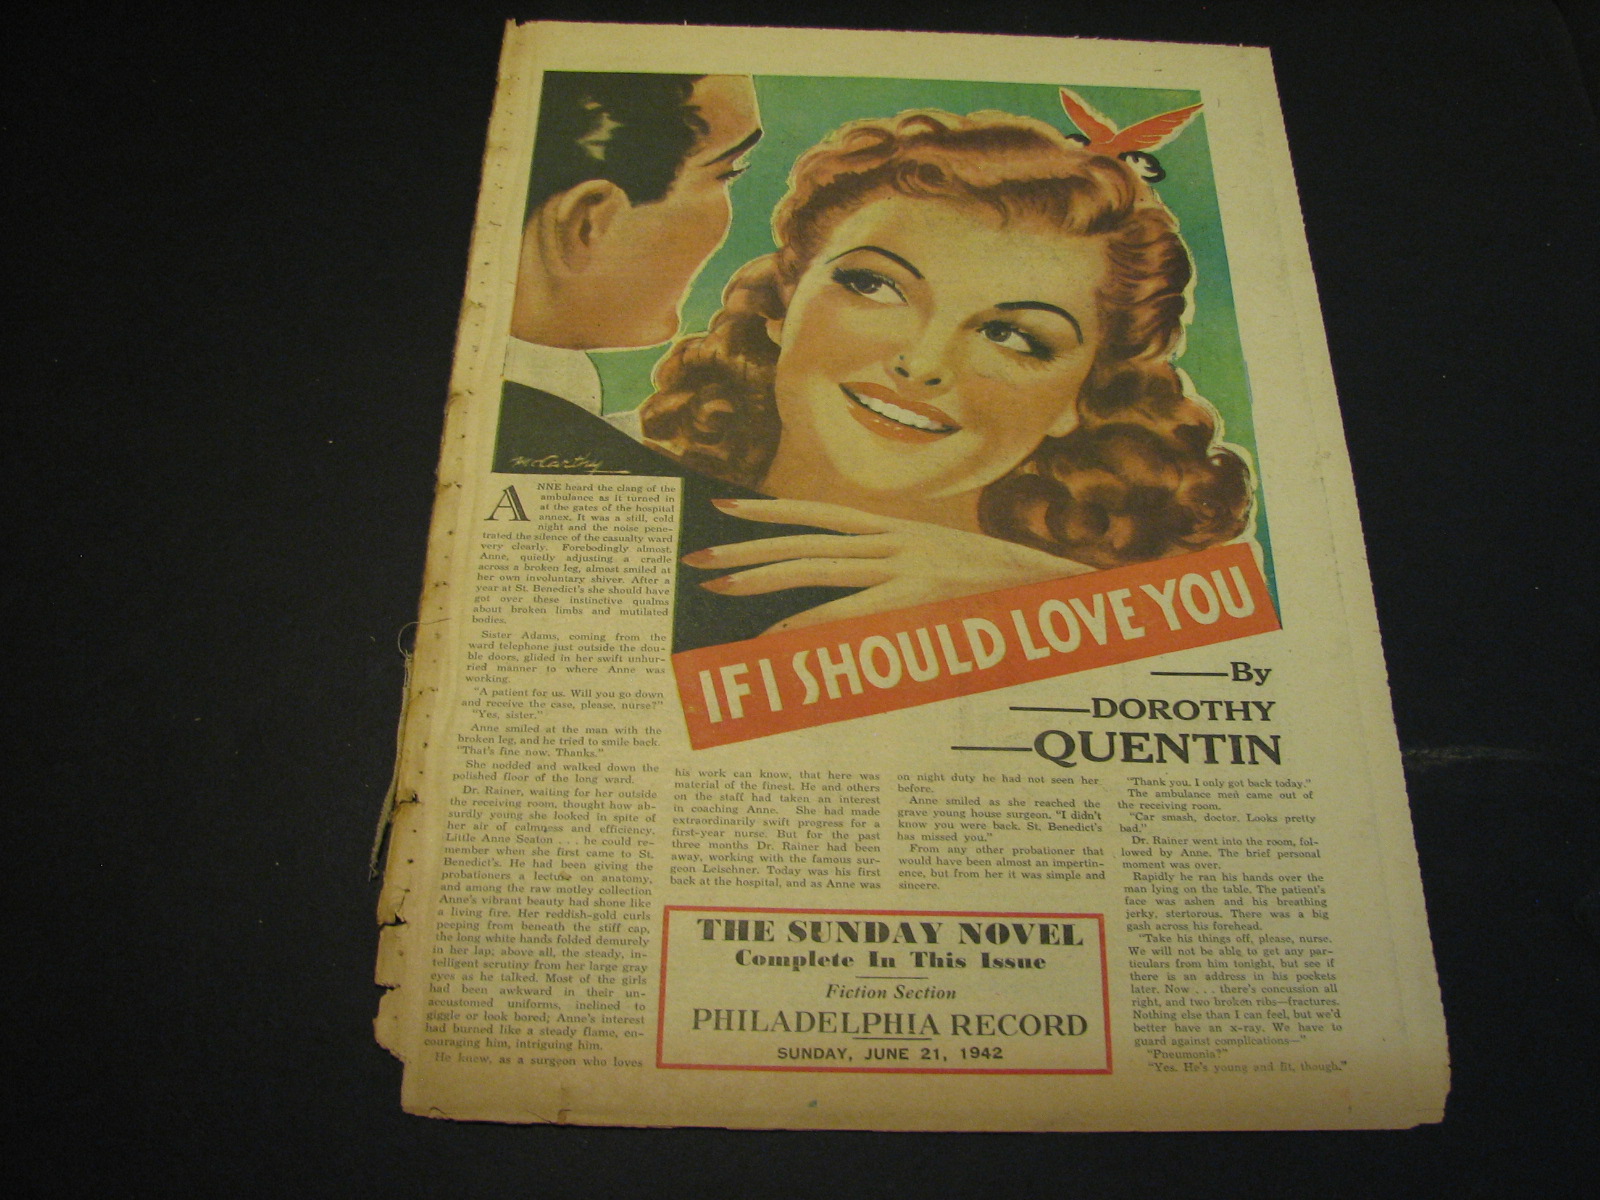 McCarthy
IF I SHOULD LOVE YOU
By
DOROTHY
QUENTIN
ANNE heard the clang of the
ambulance as it turned in
at the gates of the hospital
annex. It was a still, cold
night and the noise pene-
trated the silence of the casualty ward
very clearly. Forebodingly almost.
Anne, quietly adjusting a cradle
across a broken leg, almost smiled at
her own involuntary shiver. After a
year at St. Benedict's she should have
got over these instinctive qualms
about broken limbs and mutilated
bodies.
Sister Adams, coming from the
ward telephone just outside the dou-
ble doors, glided in her swift unhur-
ried manner to where Anne was
working.
"A patient for us. Will you go down
and receive the case, please, nurse?"
"Yes, sister."
Anne smiled at the man with the
broken leg, and he tried to smile back.
"That's fine now. Thanks."
She nodded and walked down the
polished floor of the long ward.
Dr. Rainer, waiting for her outside
the receiving room, thought how ab-
surdly young she looked in spite of
her air of calmness and efficiency.
Little Anne Seaton . . . he could re-
member when she first came to St.
Benedict's. He had been giving the
probationers a lecture on anatomy,
and among the raw motley collection
Anne's vibrant beauty had shone like
a living fire. Her reddish-gold curls
peeping from beneath the stiff cap,
the long white hands folded demurely
in her lap; above all, the steady, in-
telligent scrutiny from her large gray
eyes as he talked. Most of the girls
had been awkward in their un-
accustomed uniforms, inclined to
giggle or look bored; Anne's interest
had burned like a steady flame, en-
couraging him, intriguing him.
He knew, as a surgeon who loves
his work can know, that here was
material of the finest. He and others
on the staff had taken an interest
in coaching Anne. She had made
extraordinarily swift progress for a
first-year nurse. But for the past
three months Dr. Rainer had been
away, working with the famous sur-
geon Leischner. Today was his first
back at the hospital, and as Anne was
on night duty he had not seen her
before.
Anne smiled as she reached the
grave young house surgeon. "I didn't
know you were back. St. Benedict's
has missed you."
From any other probationer that
would have been almost an impertin-
ence, but from her it was simple and
sincere.
"Thank you. I only got back today."
The ambulance men came out of
the receiving room.
"Car smash, doctor. Looks pretty
bad."
Dr. Rainer went into the room, fol-
lowed by Anne. The brief personal
moment was over.
Rapidly he ran his hands over the
man lying on the table. The patient's
face was ashen and his breathing
jerky, stertorous. There was a big
gash across his forehead.
"Take his things off, please, nurse.
We will not be able to get any par-
ticulars from him tonight, but see if
there is an address in his pockets
later. Now . . . there's concussion all
right, and two broken ribs—fractures.
Nothing else than I can feel, but we'd
better have an x-ray. We have to
guard against complications—"
"Pneumonia?"
"Yes. He's young and fit, though."
THE SUNDAY NOVEL
Complete In This Issue
Fiction Section
PHILADELPHIA RECORD
SUNDAY, JUNE 21, 1942